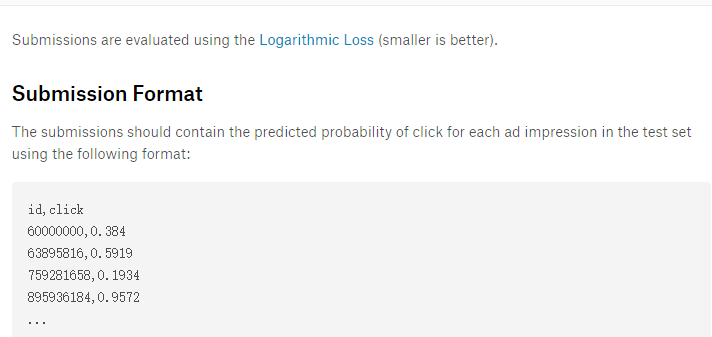 Submissions are evaluated using the Logarithmic Loss (smaller is better).
Submission Format
The submissions should contain the predicted probability of click for each ad impression in the test set
using the following format:
id,click
60000000,0.384
63895816,0.5919
759281658,0.1934
895936184,0.9572
...